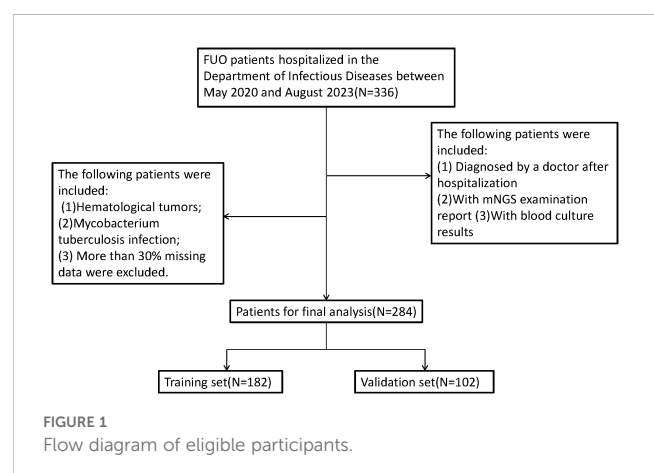 FUO patients hospitalized in the
Department of Infectious Diseases between
May 2020 and August 2023(N=336)
The following patients were
included:
(1) Diagnosed by a doctor after
hospitalization
(2)With mNGS examination
report (3)With blood culture
results
The following patients were
included:
(1)Hematological tumors;
(2)Mycobacterium
tuberculosis infection;
(3) More than 30% missing
data were excluded.
Patients for final analysis(N=284)
Training set(N=182)
Validation set(N=102)
FIGURE 1
Flow diagram of eligible participants.